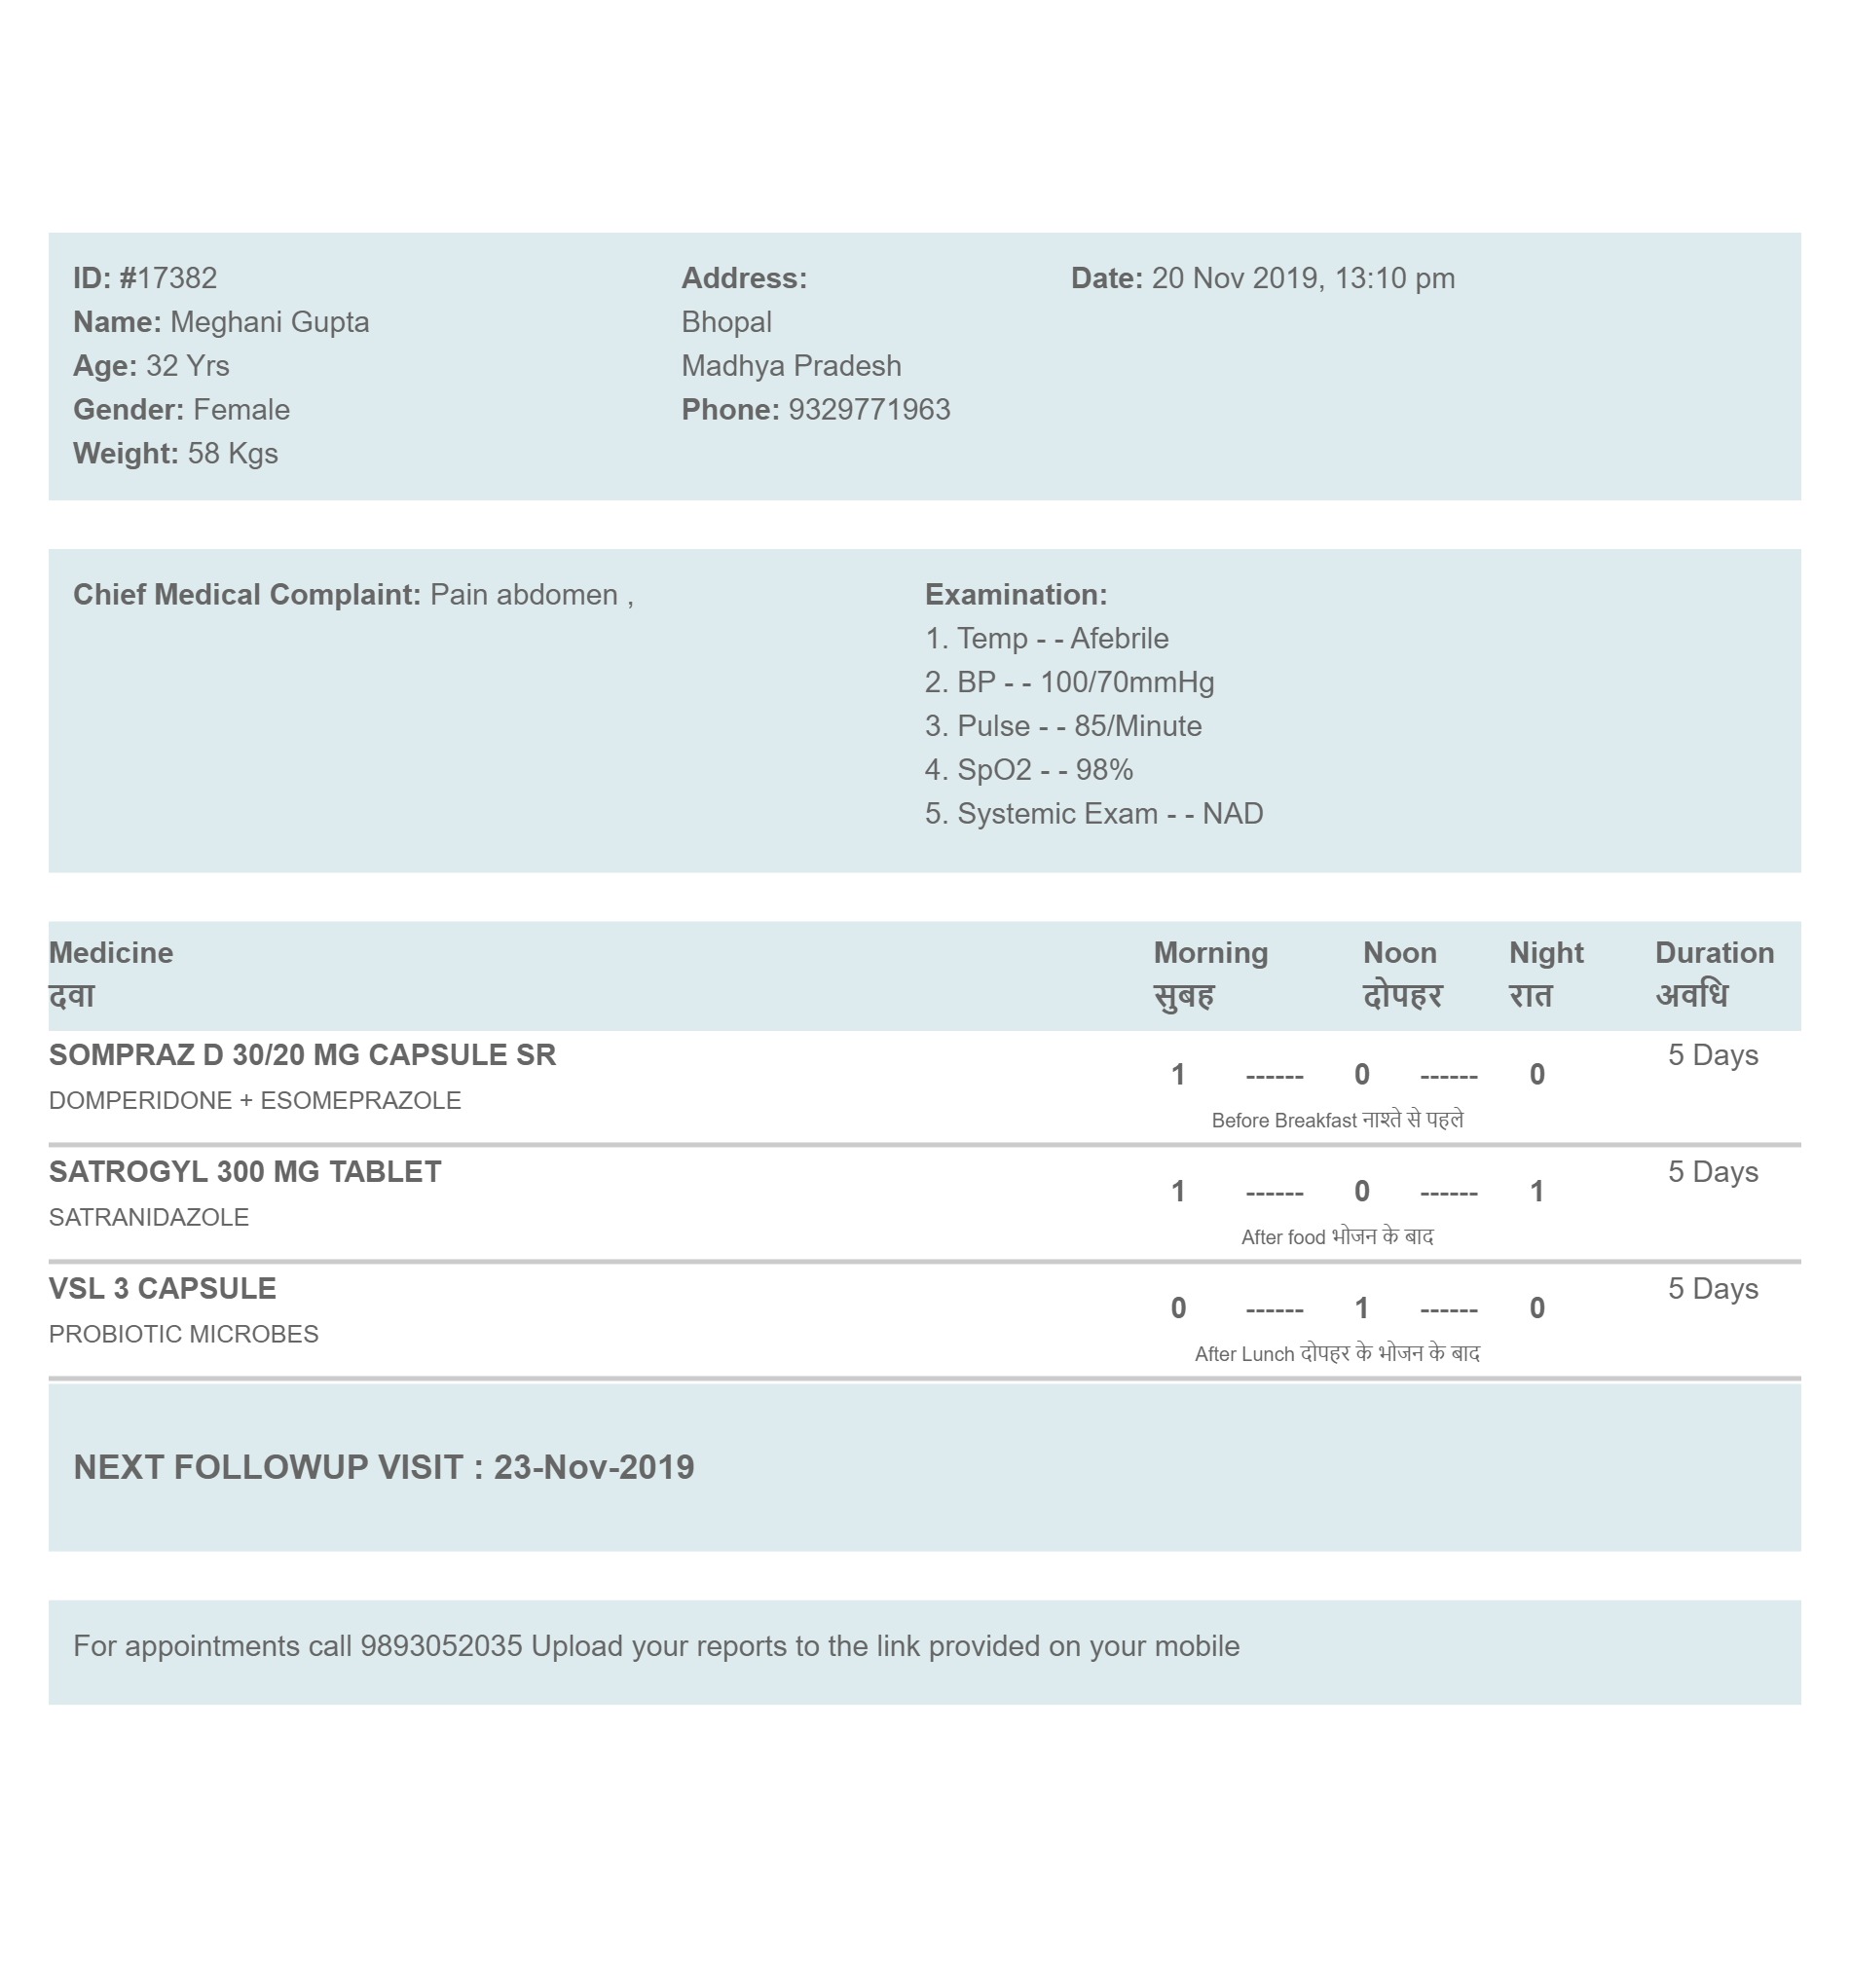 ID: #17382
Name: Meghani Gupta
Age: 32 Yrs
Gender: Female
Weight: 58 Kgs
Address:
Bhopal
Madhya Pradesh
Phone: 9329771963
Date: 20 Nov 2019, 13:10 pm
Chief Medical Complaint: Pain abdomen ,
Examination:
1. Temp - - Afebrile
2. BP - - 100/70mmHg
3. Pulse - - 85/Minute
4. SpO2 - - 98%
5. Systemic Exam - - NAD
Medicine Morning Noon Night Duration
दवा सुबह दोपहर रात अवधि
SOMPRAZ D 30/20 MG CAPSULE SR 1 ------ 0 ------ 0 5 Days
DOMPERIDONE + ESOMEPRAZOLE Before Breakfast नाश्ते से पहले
SATROGYL 300 MG TABLET 1 ------ 0 ------ 1 5 Days
SATRANIDAZOLE After food भोजन के बाद
VSL 3 CAPSULE 0 ------ 1 ------ 0 5 Days
PROBIOTIC MICROBES After Lunch दोपहर के भोजन के बाद
NEXT FOLLOWUP VISIT : 23-Nov-2019
For appointments call 9893052035 Upload your reports to the link provided on your mobile